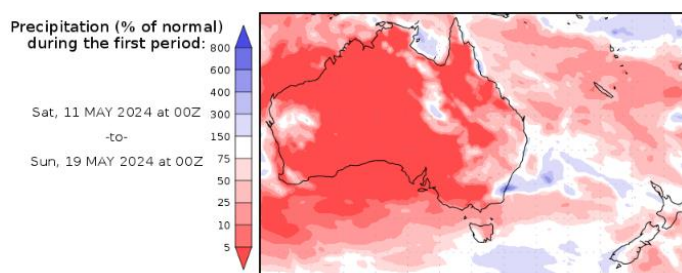 Precipitation (% of normal)
during the first period:
Sat, 11 MAY 2024 at 00Z
-to-
Sun, 19 MAY 2024 at 00Z
800
600
400
300
150
75
50
25
10
5